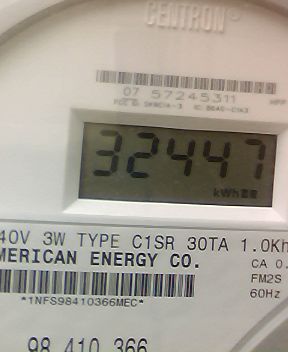 CENTRON®
07 57245311
32447
kWh
40V 3W TYPE C1SR 30TA 1.0Kh
MERICAN ENERGY CO.
CA 0.
FM2S
60Hz
*1NFS98410366MEC*
98 410 366